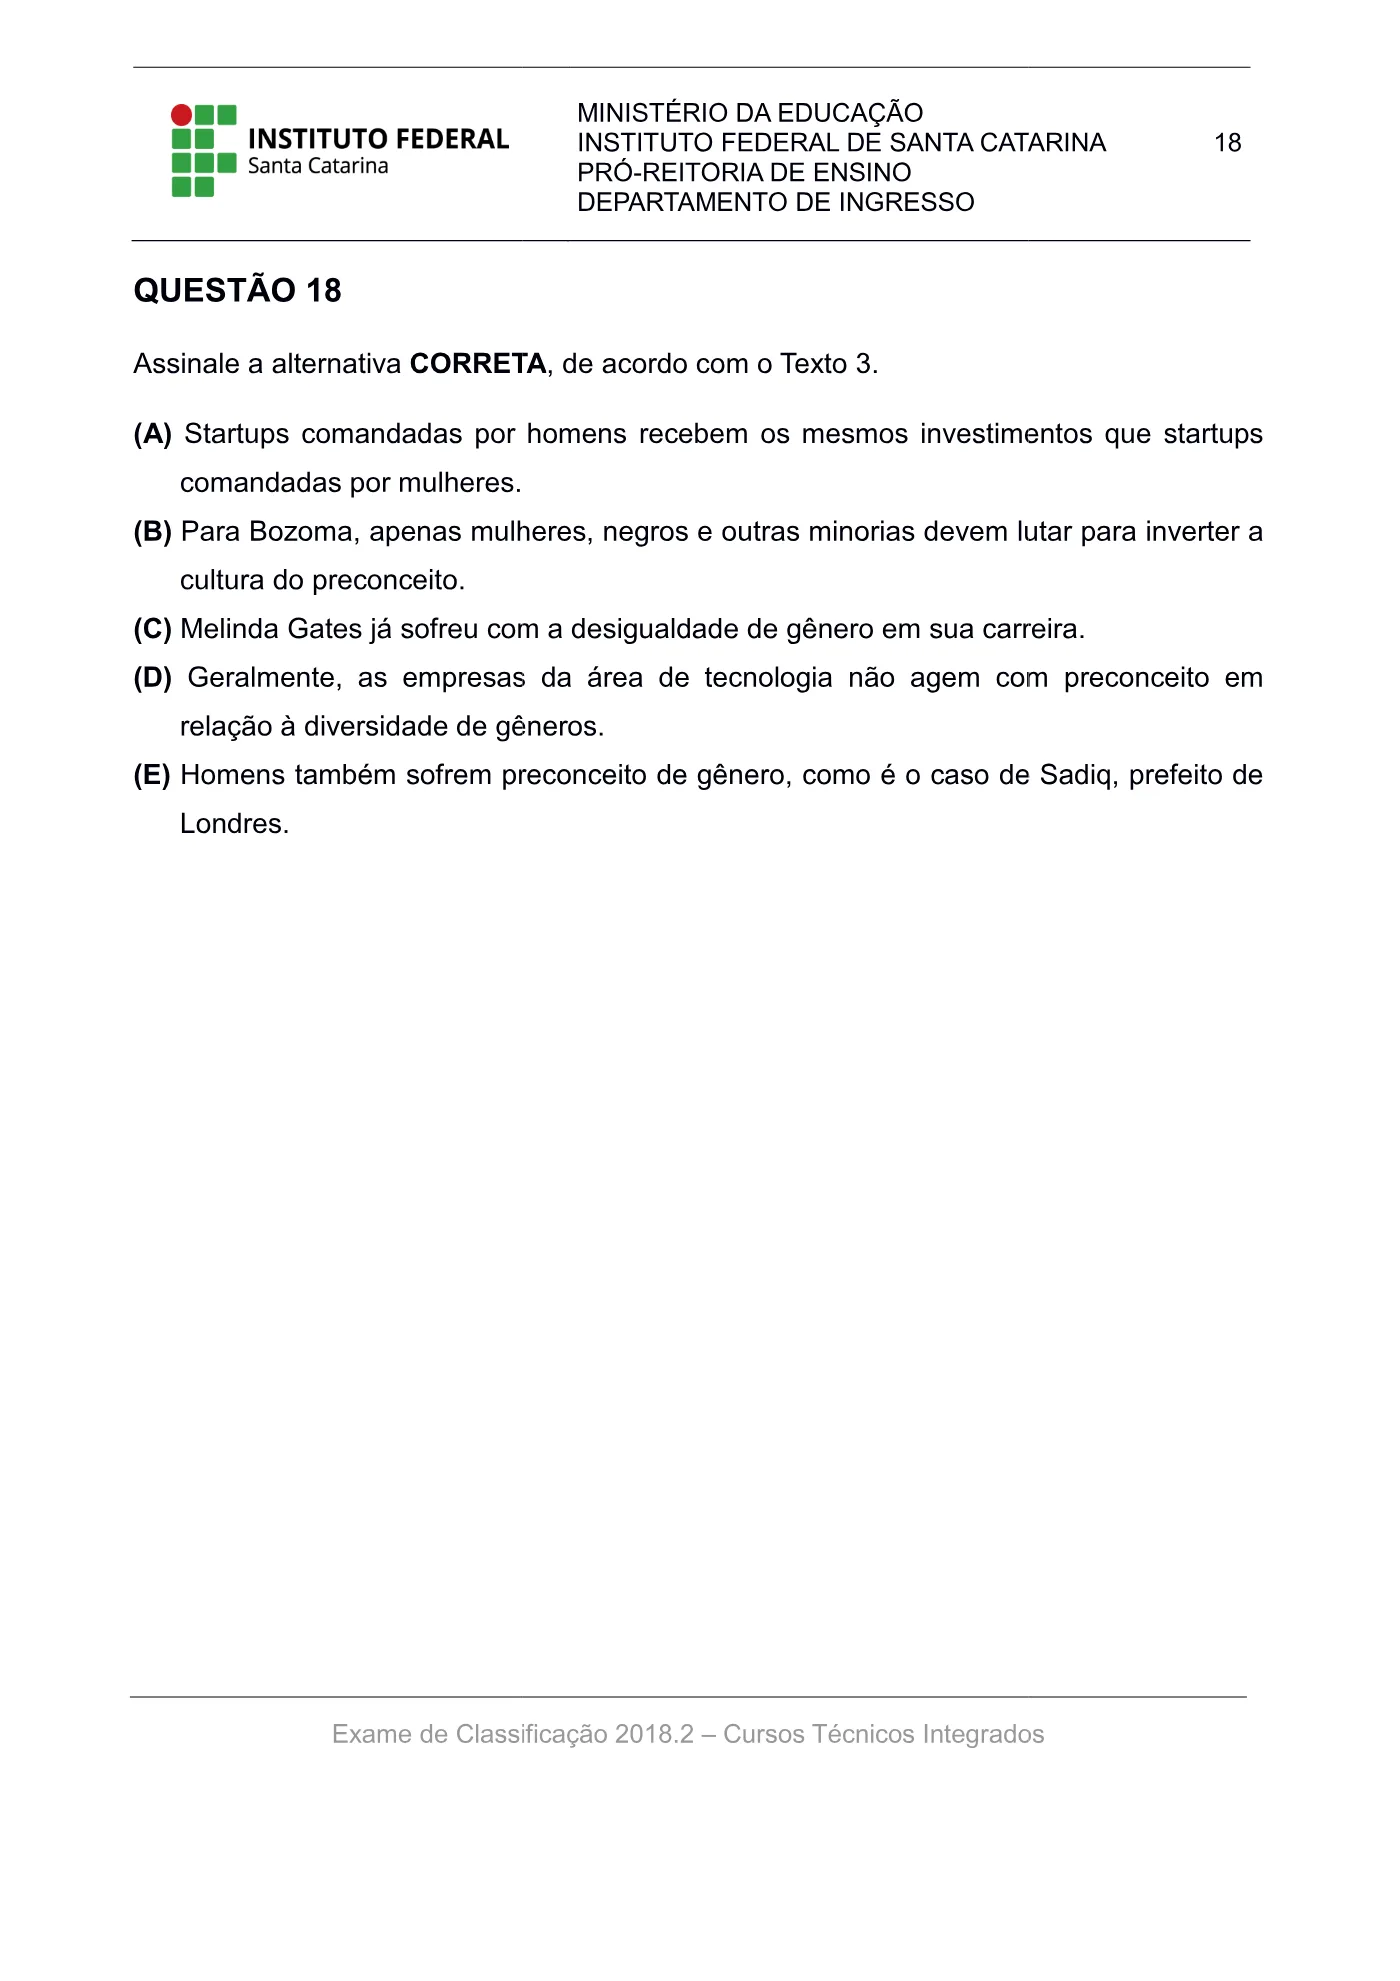 INSTITUTO FEDERAL
Santa Catarina
MINISTÉRIO DA EDUCAÇÃO
INSTITUTO FEDERAL DE SANTA CATARINA
PRÓ-REITORIA DE ENSINO
DEPARTAMENTO DE INGRESSO
18
QUESTÃO 18
Assinale a alternativa CORRETA, de acordo com o Texto 3.
(A) Startups comandadas por homens recebem os mesmos investimentos que startups
comandadas por mulheres.
(B) Para Bozoma, apenas mulheres, negros e outras minorias devem lutar para inverter a
cultura do preconceito.
(C) Melinda Gates já sofreu com a desigualdade de gênero em sua carreira.
(D) Geralmente, as empresas da área de tecnologia não agem com preconceito em
relação à diversidade de gêneros.
(E) Homens também sofrem preconceito de gênero, como é o caso de Sadiq, prefeito de
Londres.
Exame de Classificação 2018.2 – Cursos Técnicos Integrados